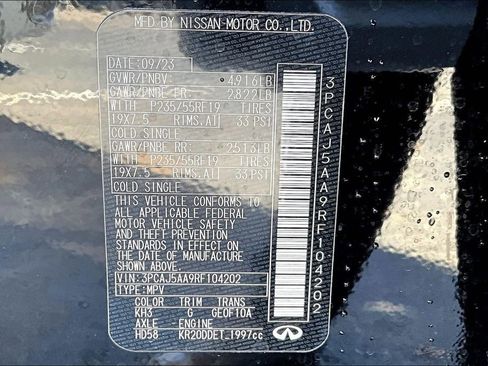 MFD.BY NISSAN MOTOR CO.,LTD.
DATE: 09/23
GVWR/PNBV: 4916LB
GAWR/PNBE FR: 2822LB
WITH P235/55RF19 TIRES
19X7.5 RIMS.AT 33 PSI
COLD SINGLE
GAWR/PNBE RR: 2513LB
WITH P235/55RF19 TIRES
19X7.5 RIMS.AT 33 PSI
COLD SINGLE
THIS VEHICLE CONFORMS TO
ALL APPLICABLE FEDERAL
MOTOR VEHICLE SAFETY
AND THEFT PREVENTION
STANDARDS IN EFFECT
ON THE DATE OF
MANUFACTURE SHOWN
ABOVE.
VIN: 3PCAJ5AA9RF104202
TYPE: MPV
COLOR TRIM TRANS
KH3 G GE0F10A
AXLE ENGINE
HD58 KR20DDET 1997cc
INFINITI
3PCAJ5AA9RF104202